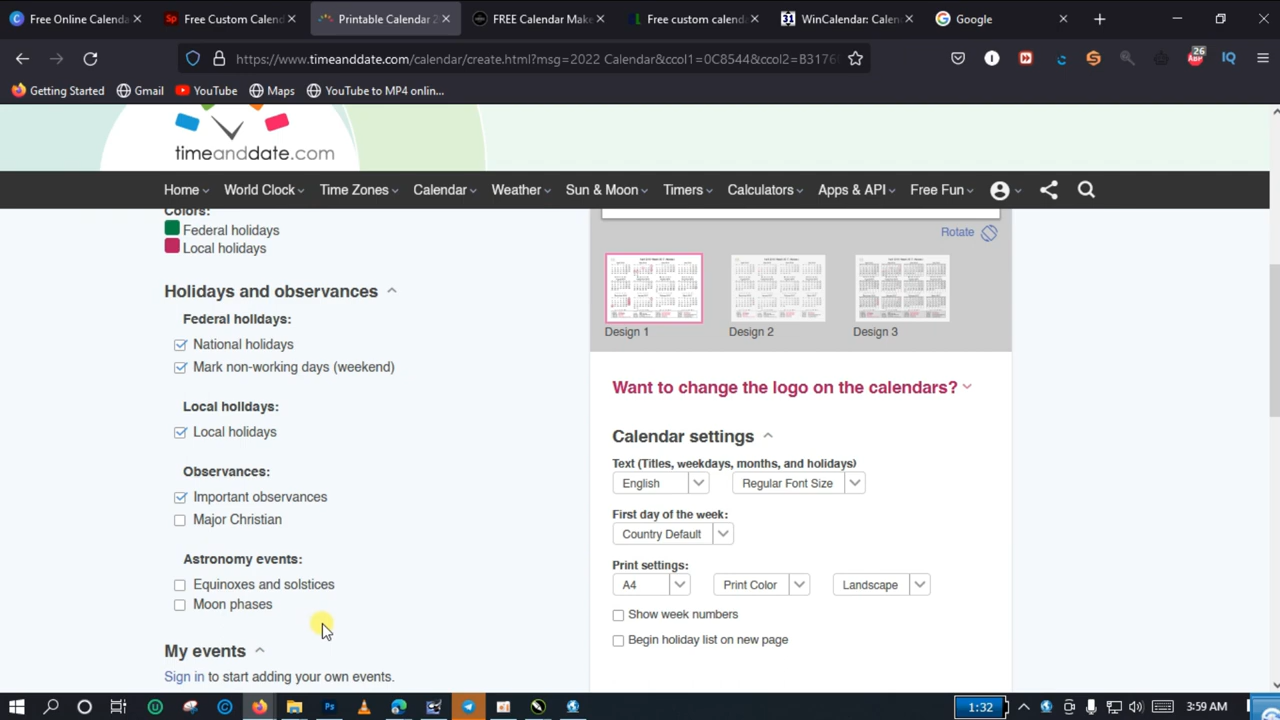 Free Online Calenda
Free Custom Calend
Printable Calendar 2
FREE Calendar Make
Free custom calend
31 WinCalendar: Calen
Google
https://www.timeanddate.com/calendar/create.html?msg=2022 Calendar&ccol1=0C8544&ccol2=B3176
26
ABP
IQ
Getting Started
Gmail
YouTube
Maps
YouTube to MP4 onlin...
timeanddate.com
Home
World Clock
Time Zones
Calendar
Weather
Sun & Moon
Timers
Calculators
Apps & API
Free Fun
Colors:
Federal holidays
Local holidays
Holidays and observances
Federal holidays:
National holidays
Mark non-working days (weekend)
Local holidays:
Local holidays
Observances:
Important observances
Major Christian
Astronomy events:
Equinoxes and solstices
Moon phases
My events
Sign in to start adding your own events.
Rotate
Design 1
Design 2
Design 3
Want to change the logo on the calendars?
Calendar settings
Text (Titles, weekdays, months, and holidays)
English
Regular Font Size
First day of the week:
Country Default
Print settings:
A4
Print Color
Landscape
Show week numbers
Begin holiday list on new page
1:32
3:59 AM